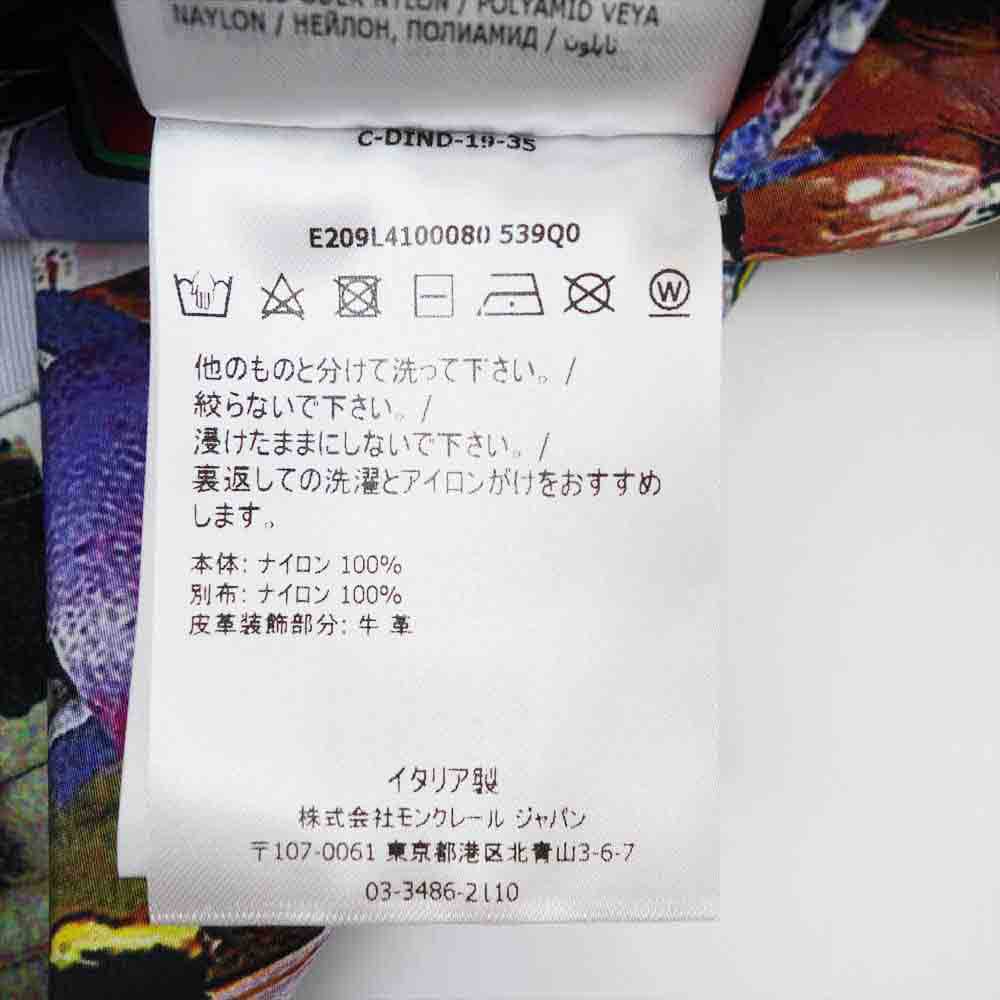 NYLON / POLYAMID VEYA
NAYLON / НЕЙЛОН, ПОЛИАМИД / نايلون
C-DIND-19-35
E209L4100080 539Q0
W
他のものと分けて洗って下さい。/
絞らないで下さい。/
浸けたままにしないで下さい。/
裏返しての洗濯とアイロンがけをおすすめ
します。
本体: ナイロン 100%
別布: ナイロン 100%
皮革装飾部分: 牛 革
イタリア製
株式会社モンクレール ジャパン
〒107-0061 東京都港区北青山3-6-7
03-3486-2110